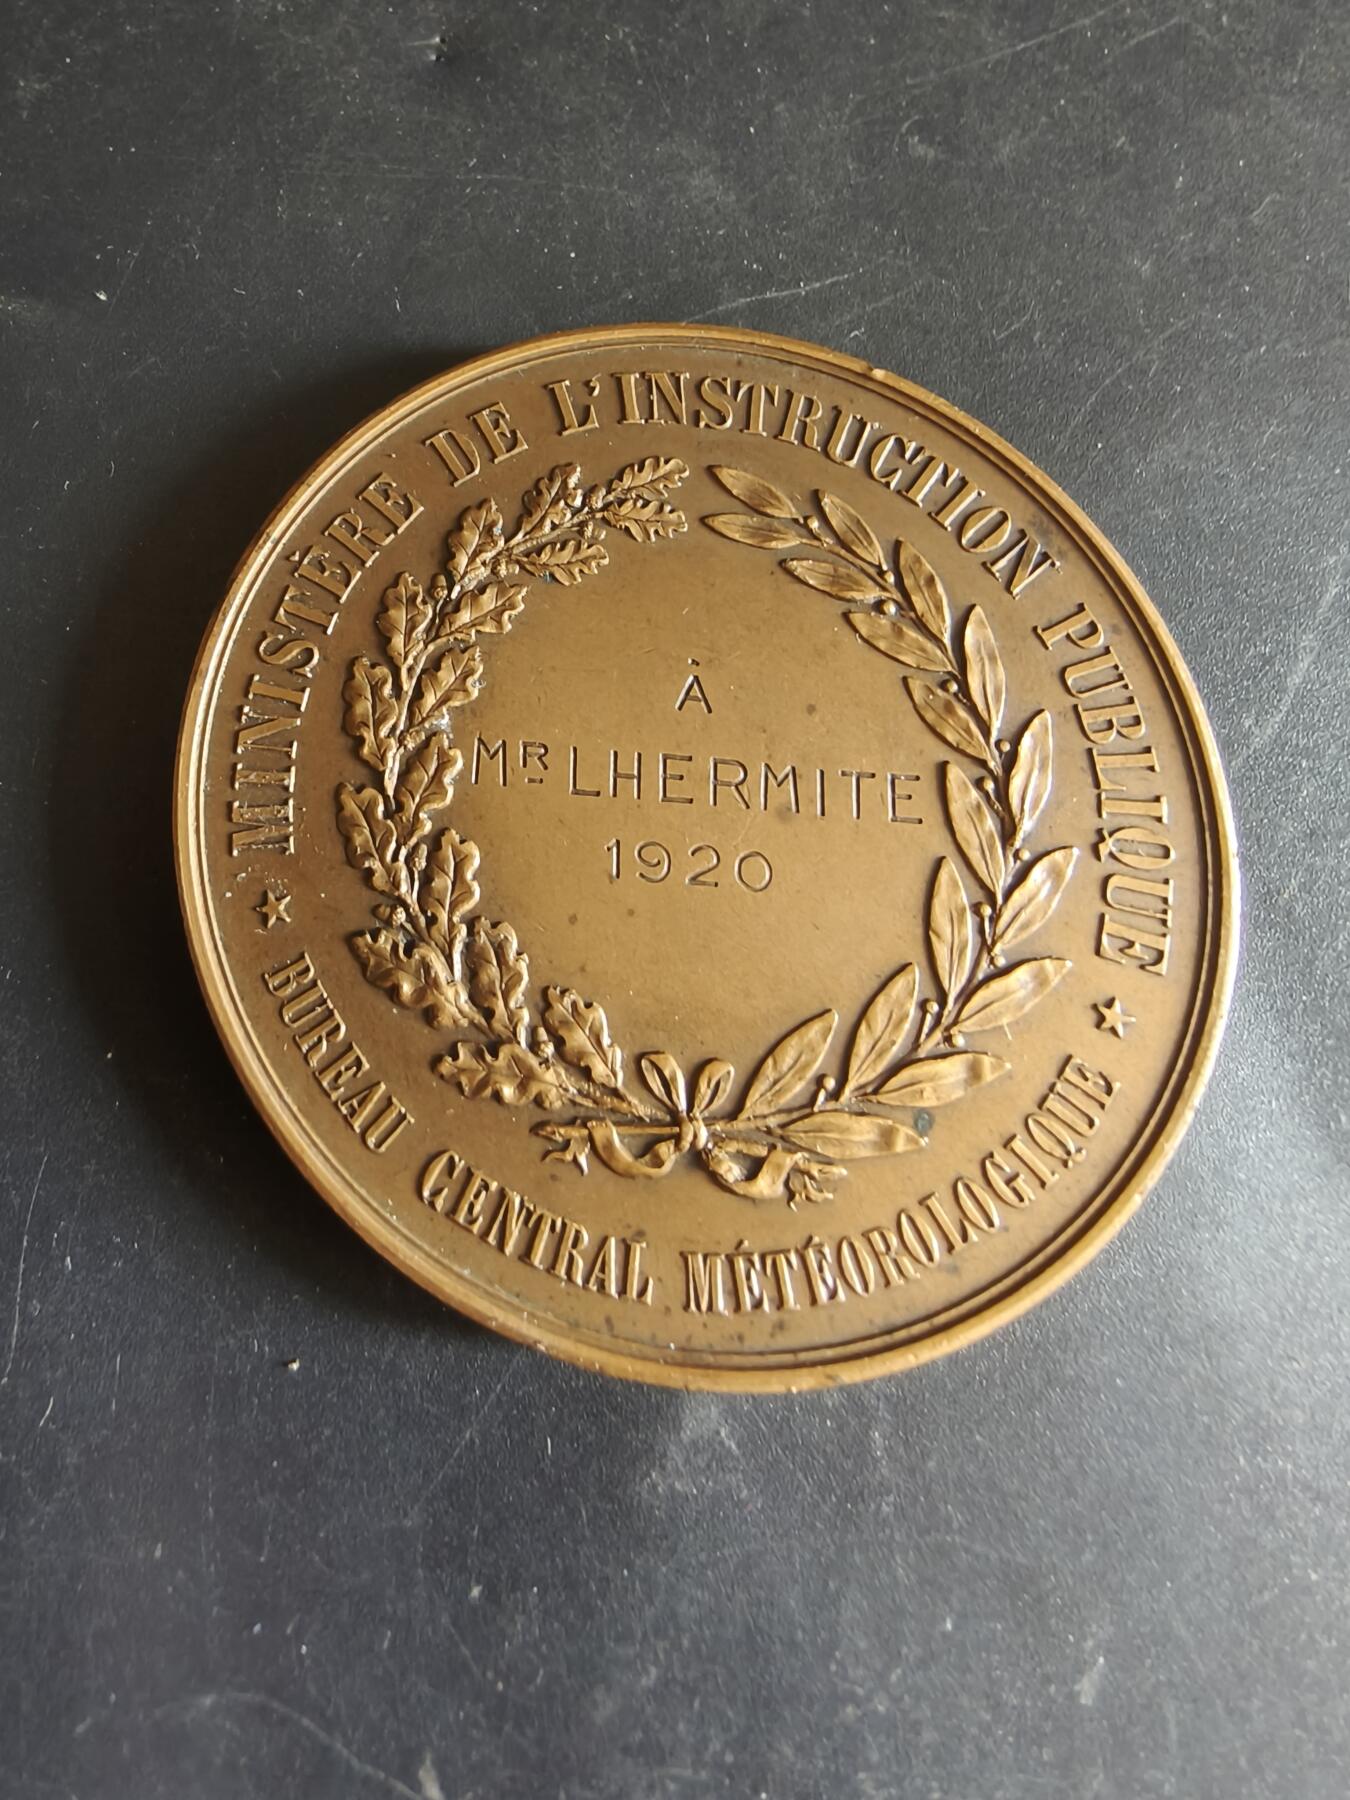 MINISTÈRE DE L'INSTRUCTION PUBLIQUE
À
MR LHERMITE
1920
★ BUREAU CENTRAL MÉTÉOROLOGIQUE ★